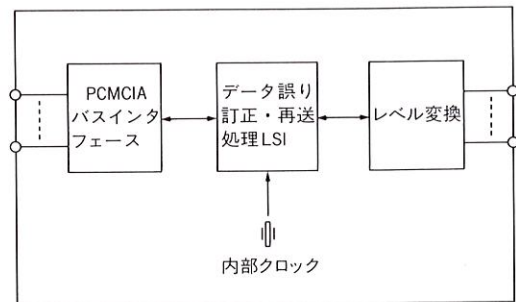 PCMCIA
バスインタ
フェース
データ誤り
訂正・再送
処理LSI
レベル変換
内部クロック